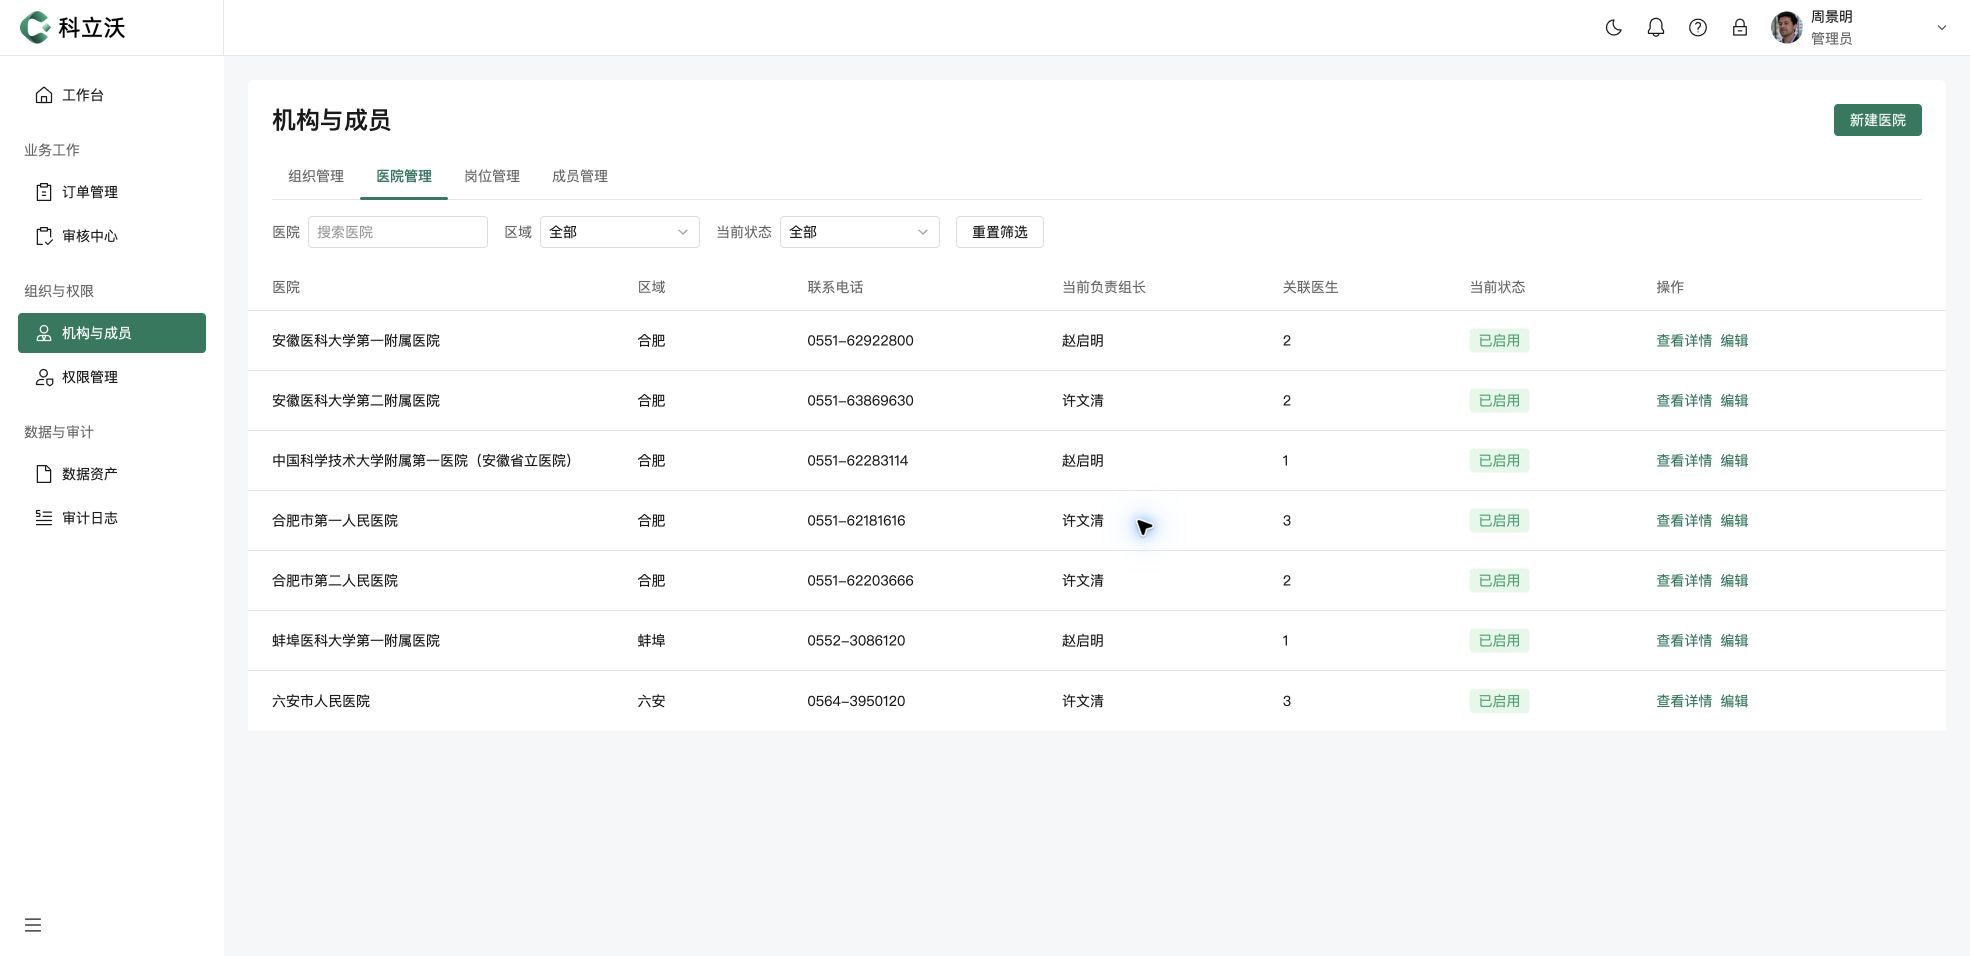 科立沃
周景明
管理员
工作台
业务工作
订单管理
审核中心
组织与权限
机构与成员
权限管理
数据与审计
数据资产
审计日志
机构与成员
新建医院
组织管理 医院管理 岗位管理 成员管理
医院 搜索医院 区域 全部 当前状态 全部 重置筛选
医院 区域 联系电话 当前负责组长 关联医生 当前状态 操作
安徽医科大学第一附属医院 合肥 0551-62922800 赵启明 2 已启用 查看详情 编辑
安徽医科大学第二附属医院 合肥 0551-63869630 许文清 2 已启用 查看详情 编辑
中国科学技术大学附属第一医院（安徽省立医院） 合肥 0551-62283114 赵启明 1 已启用 查看详情 编辑
合肥市第一人民医院 合肥 0551-62181616 许文清 3 已启用 查看详情 编辑
合肥市第二人民医院 合肥 0551-62203666 许文清 2 已启用 查看详情 编辑
蚌埠医科大学第一附属医院 蚌埠 0552-3086120 赵启明 1 已启用 查看详情 编辑
六安市人民医院 六安 0564-3950120 许文清 3 已启用 查看详情 编辑